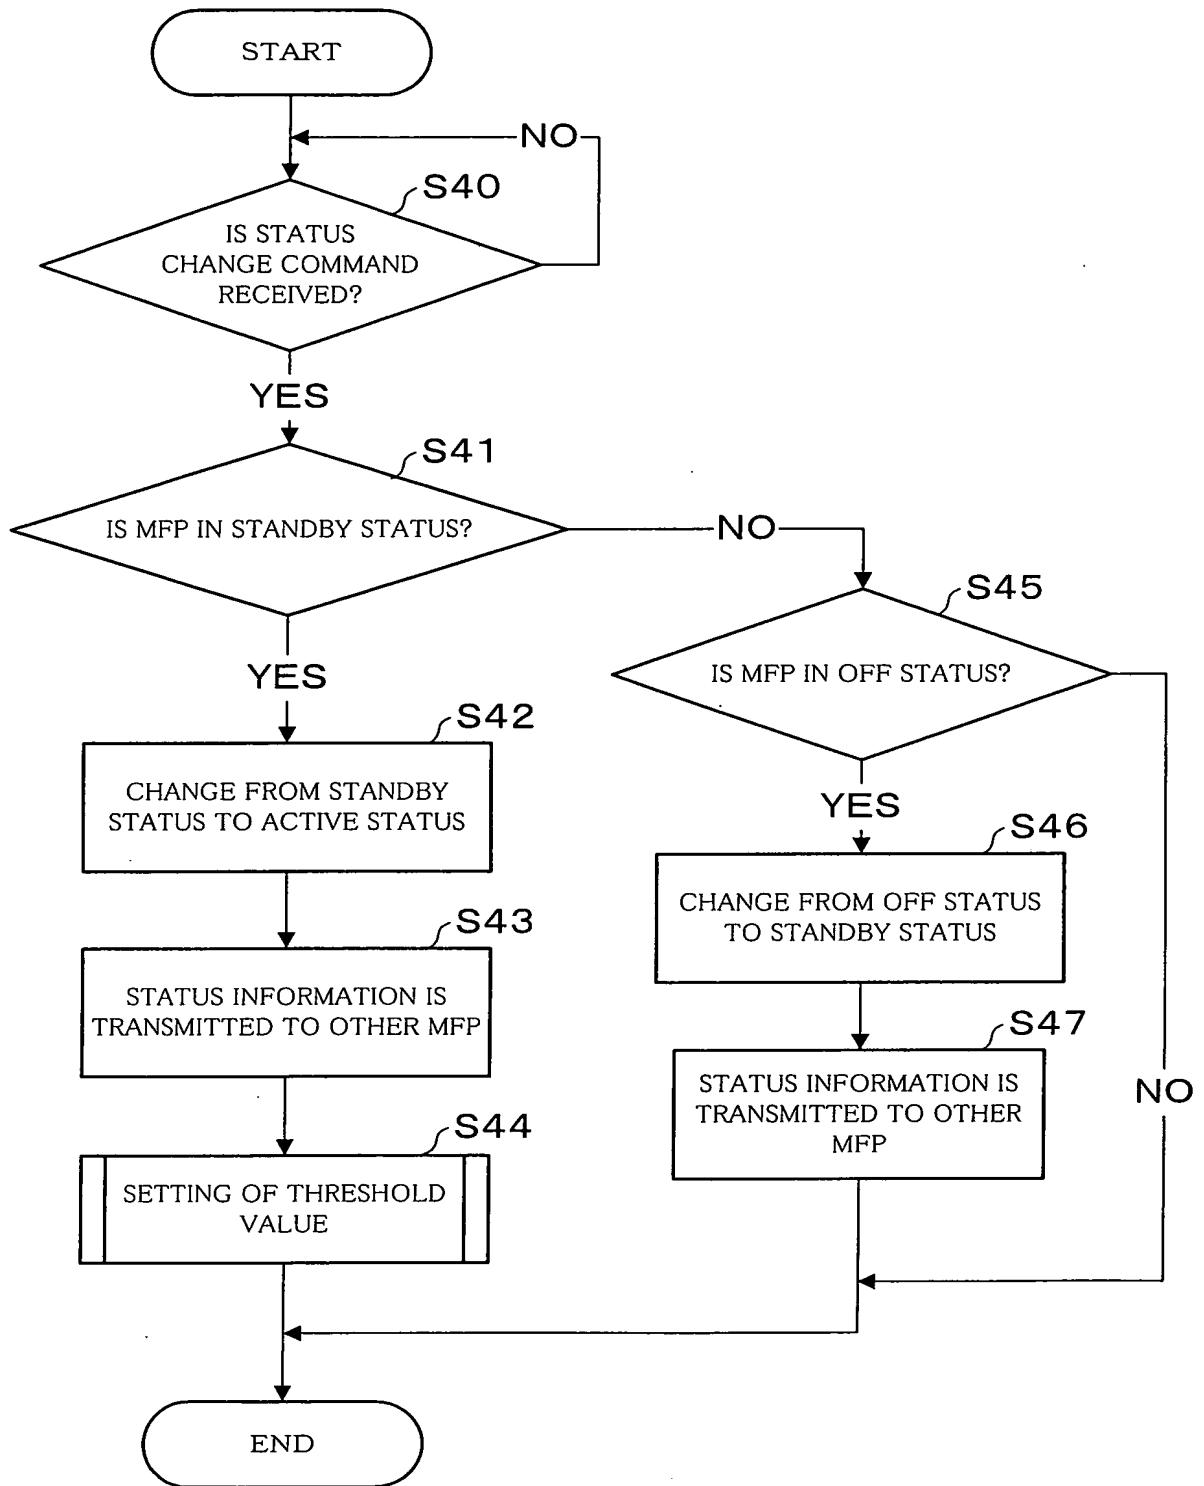 START
NO
S40
IS STATUS
CHANGE COMMAND
RECEIVED?
YES
S41
IS MFP IN STANDBY STATUS?
NO
S45
IS MFP IN OFF STATUS?
YES
S42
CHANGE FROM STANDBY
STATUS TO ACTIVE STATUS
YES
S46
CHANGE FROM OFF STATUS
TO STANDBY STATUS
S43
STATUS INFORMATION IS
TRANSMITTED TO OTHER MFP
S47
STATUS INFORMATION IS
TRANSMITTED TO OTHER
MFP
NO
S44
SETTING OF THRESHOLD
VALUE
END